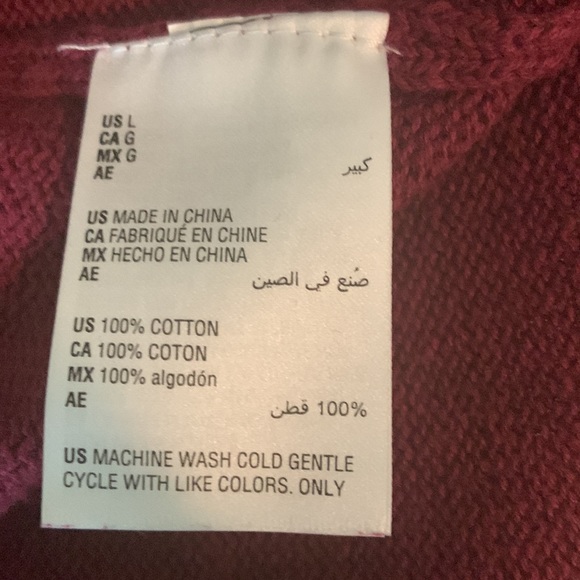 US L
CA G
MX G
AE كبير
US MADE IN CHINA
CA FABRIQUÉ EN CHINE
MX HECHO EN CHINA
AE صُنع في الصين
US 100% COTTON
CA 100% COTON
MX 100% algodón
AE 100% قطن
US MACHINE WASH COLD GENTLE
CYCLE WITH LIKE COLORS. ONLY